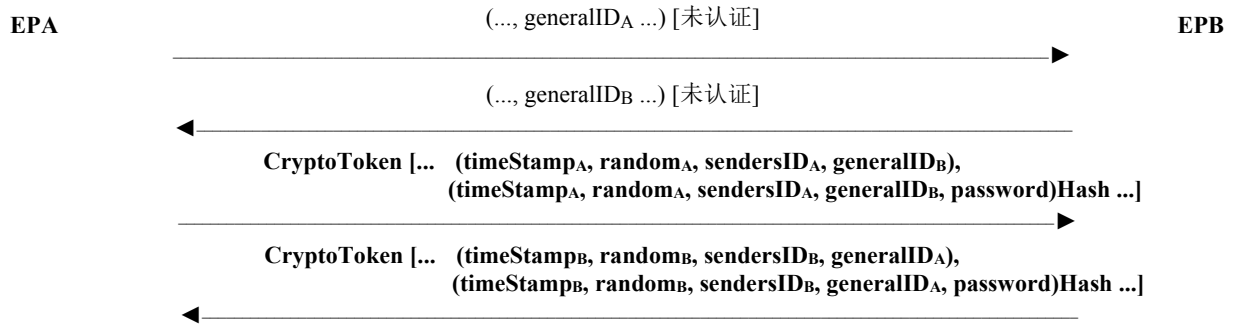 (..., generalIDA ...) [未认证]
EPA EPB
(..., generalIDB ...) [未认证]
CryptoToken [... (timeStampA, randomA, sendersIDA, generalIDB),
(timeStampA, randomA, sendersIDA, generalIDB, password)Hash ...]
CryptoToken [... (timeStampB, randomB, sendersIDB, generalIDA),
(timeStampB, randomB, sendersIDB, generalIDA, password)Hash ...]